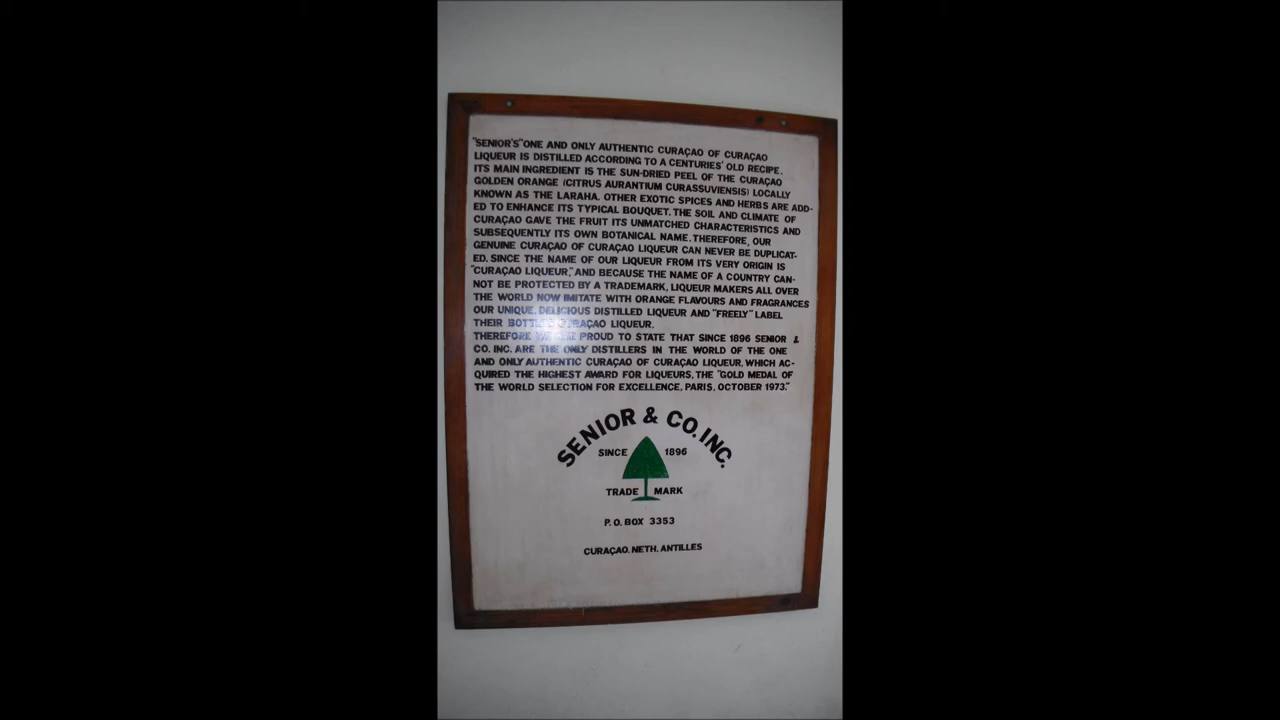 "SENIOR'S" ONE AND ONLY AUTHENTIC CURAÇAO OF CURAÇAO
LIQUEUR IS DISTILLED ACCORDING TO A CENTURIES' OLD RECIPE.
ITS MAIN INGREDIENT IS THE SUN-DRIED PEEL OF THE CURAÇAO
GOLDEN ORANGE (CITRUS AURANTIUM CURASSUVIENSIS) LOCALLY
KNOWN AS THE LARAHA. OTHER EXOTIC SPICES AND HERBS ARE ADD-
ED TO ENHANCE ITS TYPICAL BOUQUET. THE SOIL AND CLIMATE OF
CURAÇAO GAVE THE FRUIT ITS UNMATCHED CHARACTERISTICS AND
SUBSEQUENTLY ITS OWN BOTANICAL NAME. THEREFORE, OUR
GENUINE CURAÇAO OF CURAÇAO LIQUEUR CAN NEVER BE DUPLICAT-
ED. SINCE THE NAME OF OUR LIQUEUR FROM ITS VERY ORIGIN IS
"CURAÇAO LIQUEUR," AND BECAUSE THE NAME OF A COUNTRY CAN-
NOT BE PROTECTED BY A TRADEMARK, LIQUEUR MAKERS ALL OVER
THE WORLD NOW IMITATE WITH ORANGE FLAVOURS AND FRAGRANCES
OUR UNIQUE, DELICIOUS DISTILLED LIQUEUR AND "FREELY" LABEL
THEIR CURAÇAO LIQUEUR.
THEREFORE PROUD TO STATE THAT SINCE 1896 SENIOR &
CO. INC. ARE THE ONLY DISTILLERS IN THE WORLD OF THE ONE
AND ONLY AUTHENTIC CURAÇAO OF CURAÇAO LIQUEUR, WHICH AC-
QUIRED THE HIGHEST AWARD FOR LIQUEURS, THE "GOLD MEDAL OF
THE WORLD SELECTION FOR EXCELLENCE, PARIS, OCTOBER 1973."
SENIOR & CO. INC.
SINCE 1896
TRADE MARK
P.O. BOX 3353
CURAÇAO, NETH. ANTILLES